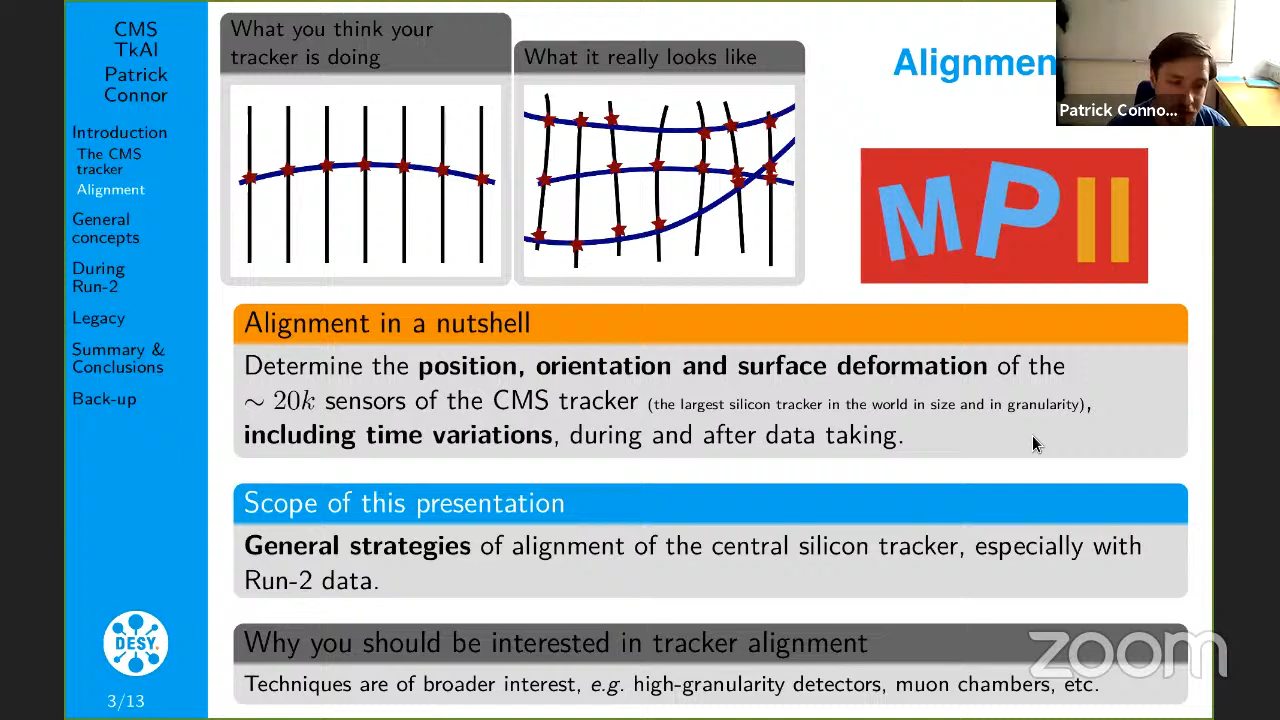 CMS
TkAl
Patrick
Connor
Introduction
The CMS
tracker
Alignment
General
concepts
During
Run-2
Legacy
Summary &
Conclusions
Back-up
DESY.
3/13
What you think your
tracker is doing
What it really looks like
Alignmen
Patrick Conno...
MPII
Alignment in a nutshell
Determine the position, orientation and surface deformation of the
∼ 20k sensors of the CMS tracker (the largest silicon tracker in the world in size and in granularity),
including time variations, during and after data taking.
Scope of this presentation
General strategies of alignment of the central silicon tracker, especially with
Run-2 data.
Why you should be interested in tracker alignment
Techniques are of broader interest, e.g. high-granularity detectors, muon chambers, etc.
zoom